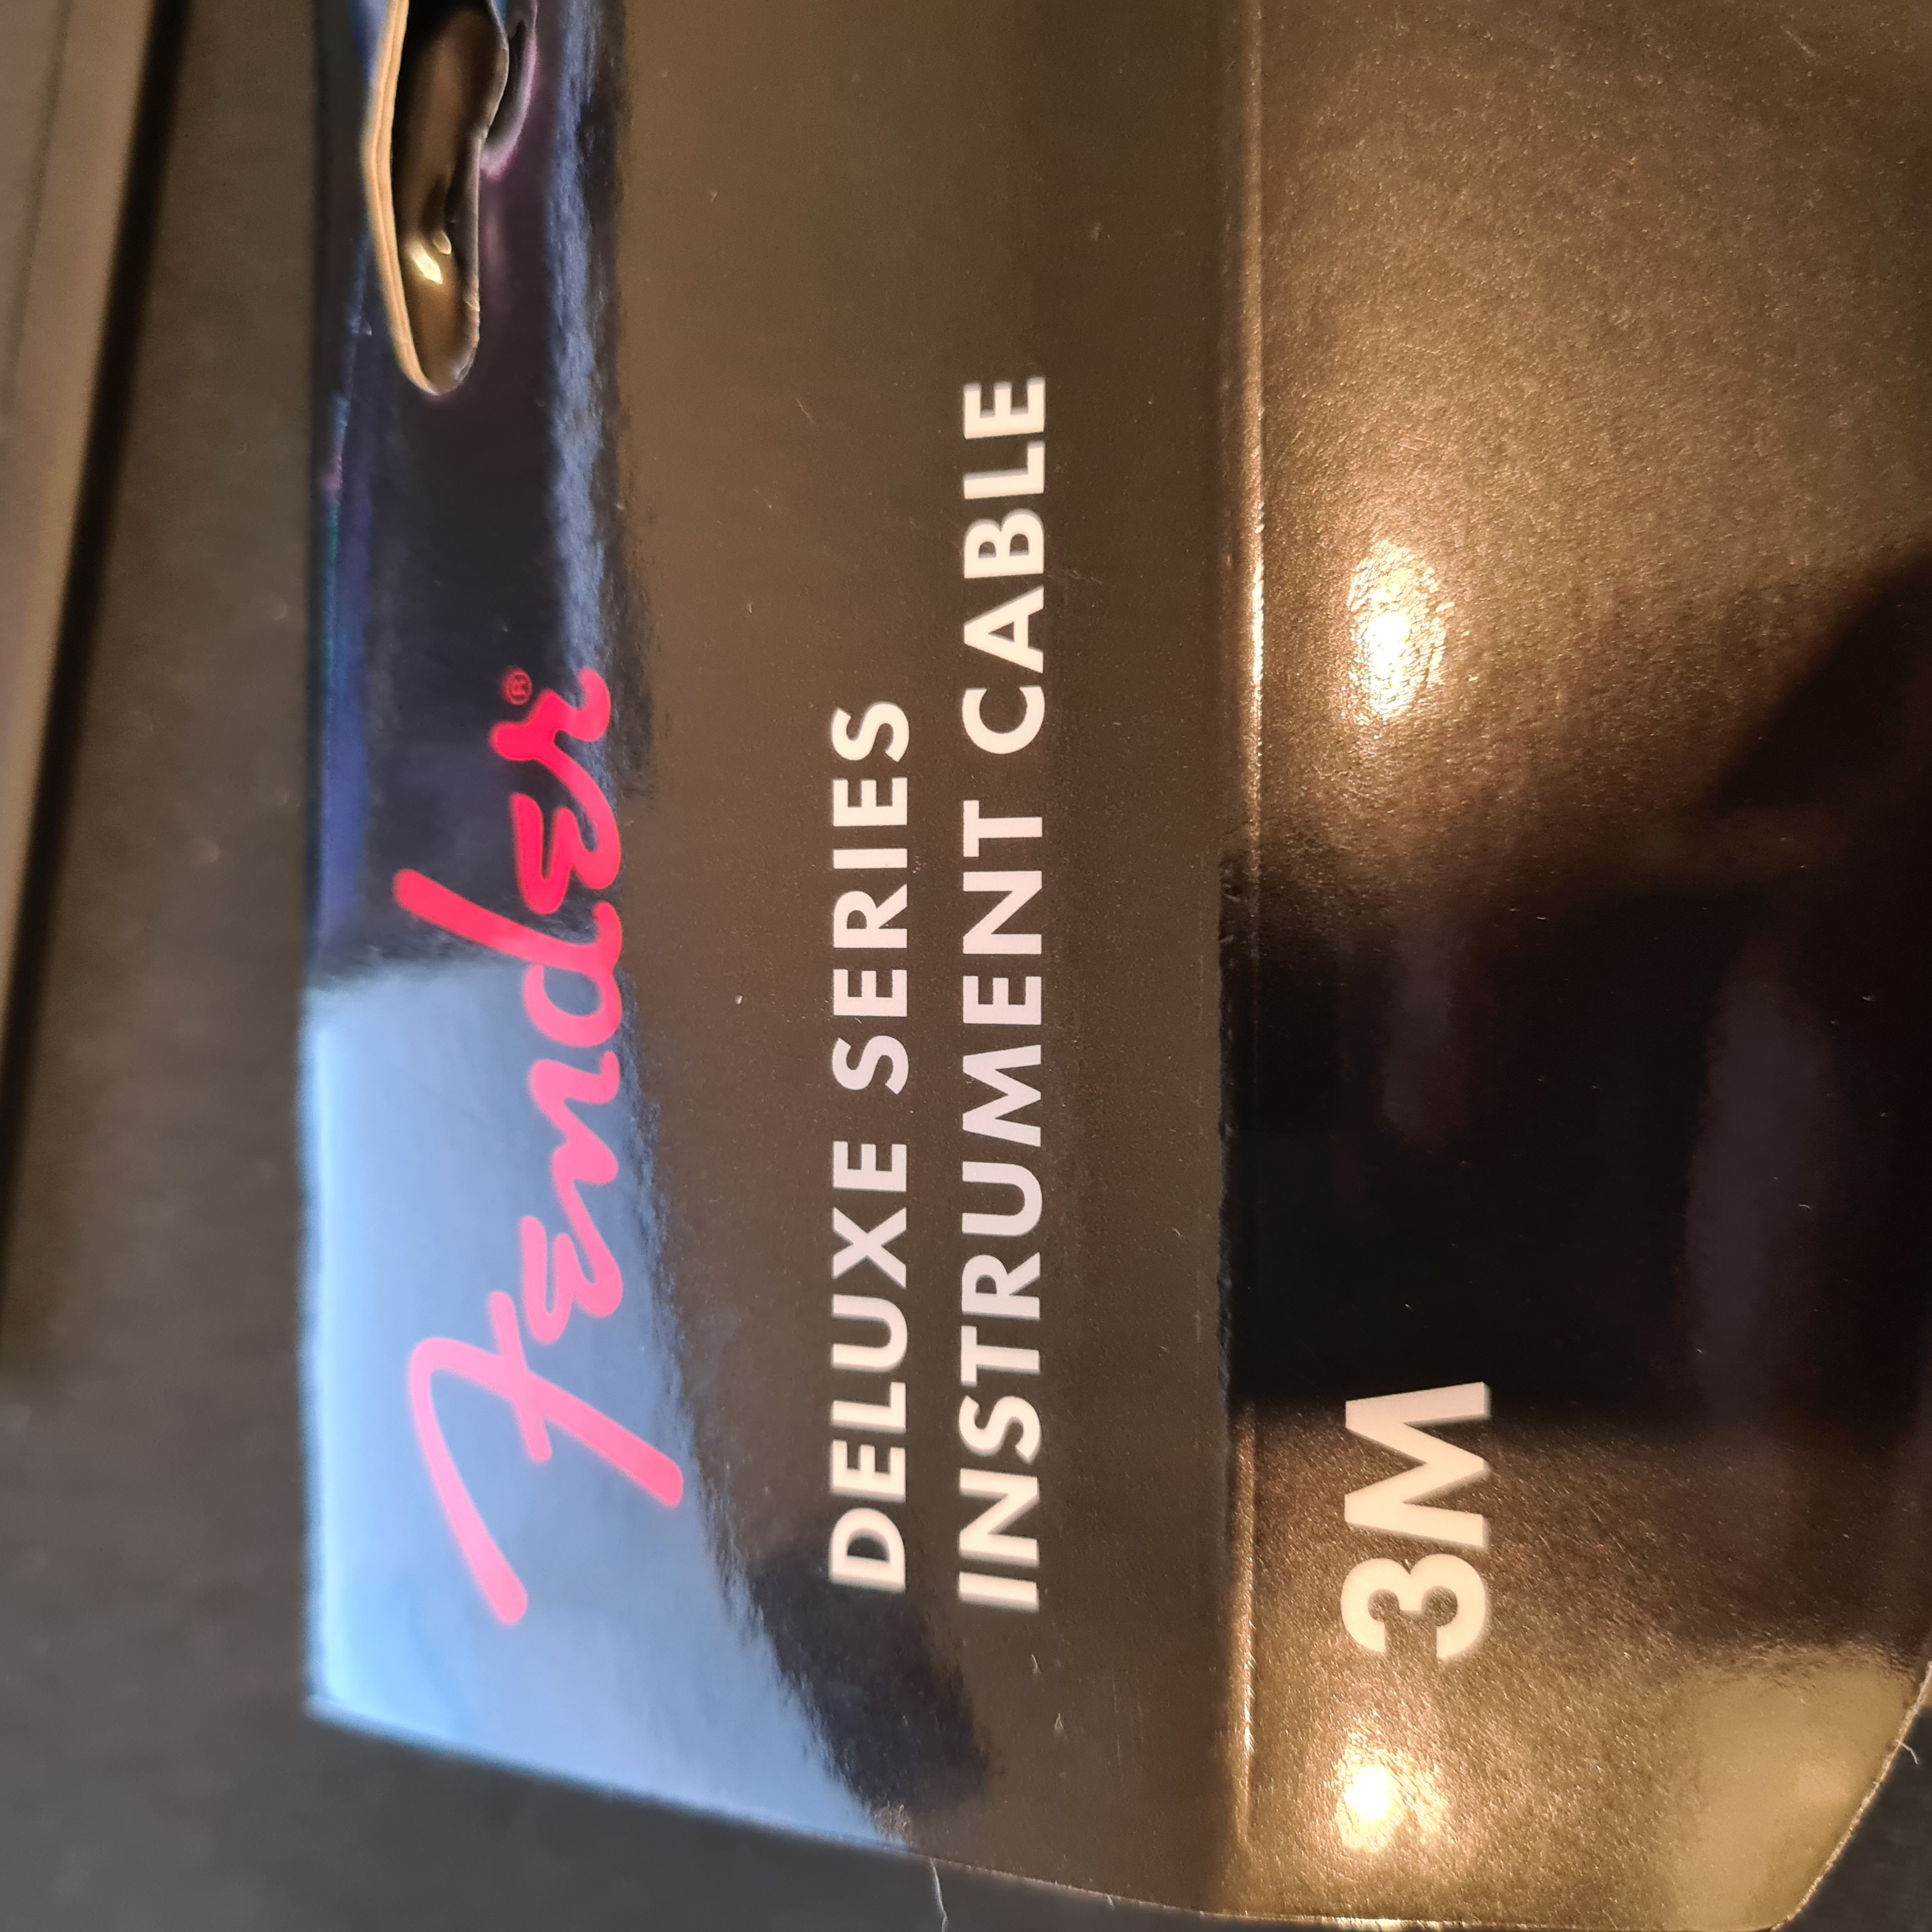 Fender®
DELUXE SERIES
INSTRUMENT CABLE
3M